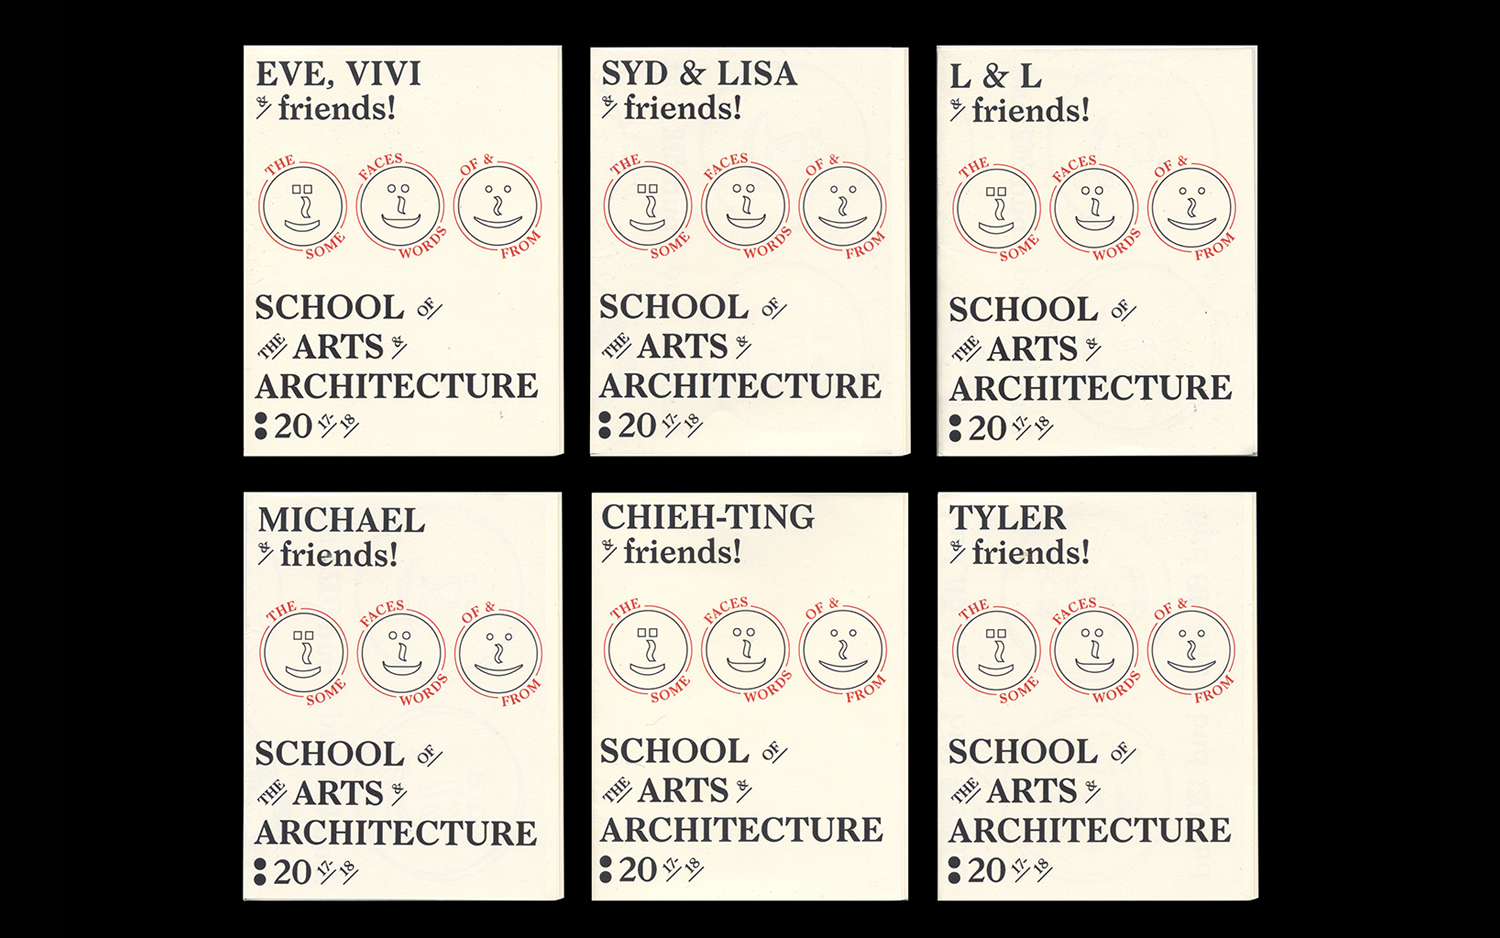 EVE, VIVI
& friends!
THE FACES OF &
SOME WORDS FROM
SCHOOL OF
THE ARTS &
ARCHITECTURE
:20 17-18
SYD & LISA
& friends!
THE FACES OF &
SOME WORDS FROM
SCHOOL OF
THE ARTS &
ARCHITECTURE
:20 17-18
L & L
& friends!
THE FACES OF &
SOME WORDS FROM
SCHOOL OF
THE ARTS &
ARCHITECTURE
:20 17-18
MICHAEL
& friends!
THE FACES OF &
SOME WORDS FROM
SCHOOL OF
THE ARTS &
ARCHITECTURE
:20 17-18
CHIEH-TING
& friends!
THE FACES OF &
SOME WORDS FROM
SCHOOL OF
THE ARTS &
ARCHITECTURE
:20 17-18
TYLER
& friends!
THE FACES OF &
SOME WORDS FROM
SCHOOL OF
THE ARTS &
ARCHITECTURE
:20 17-18